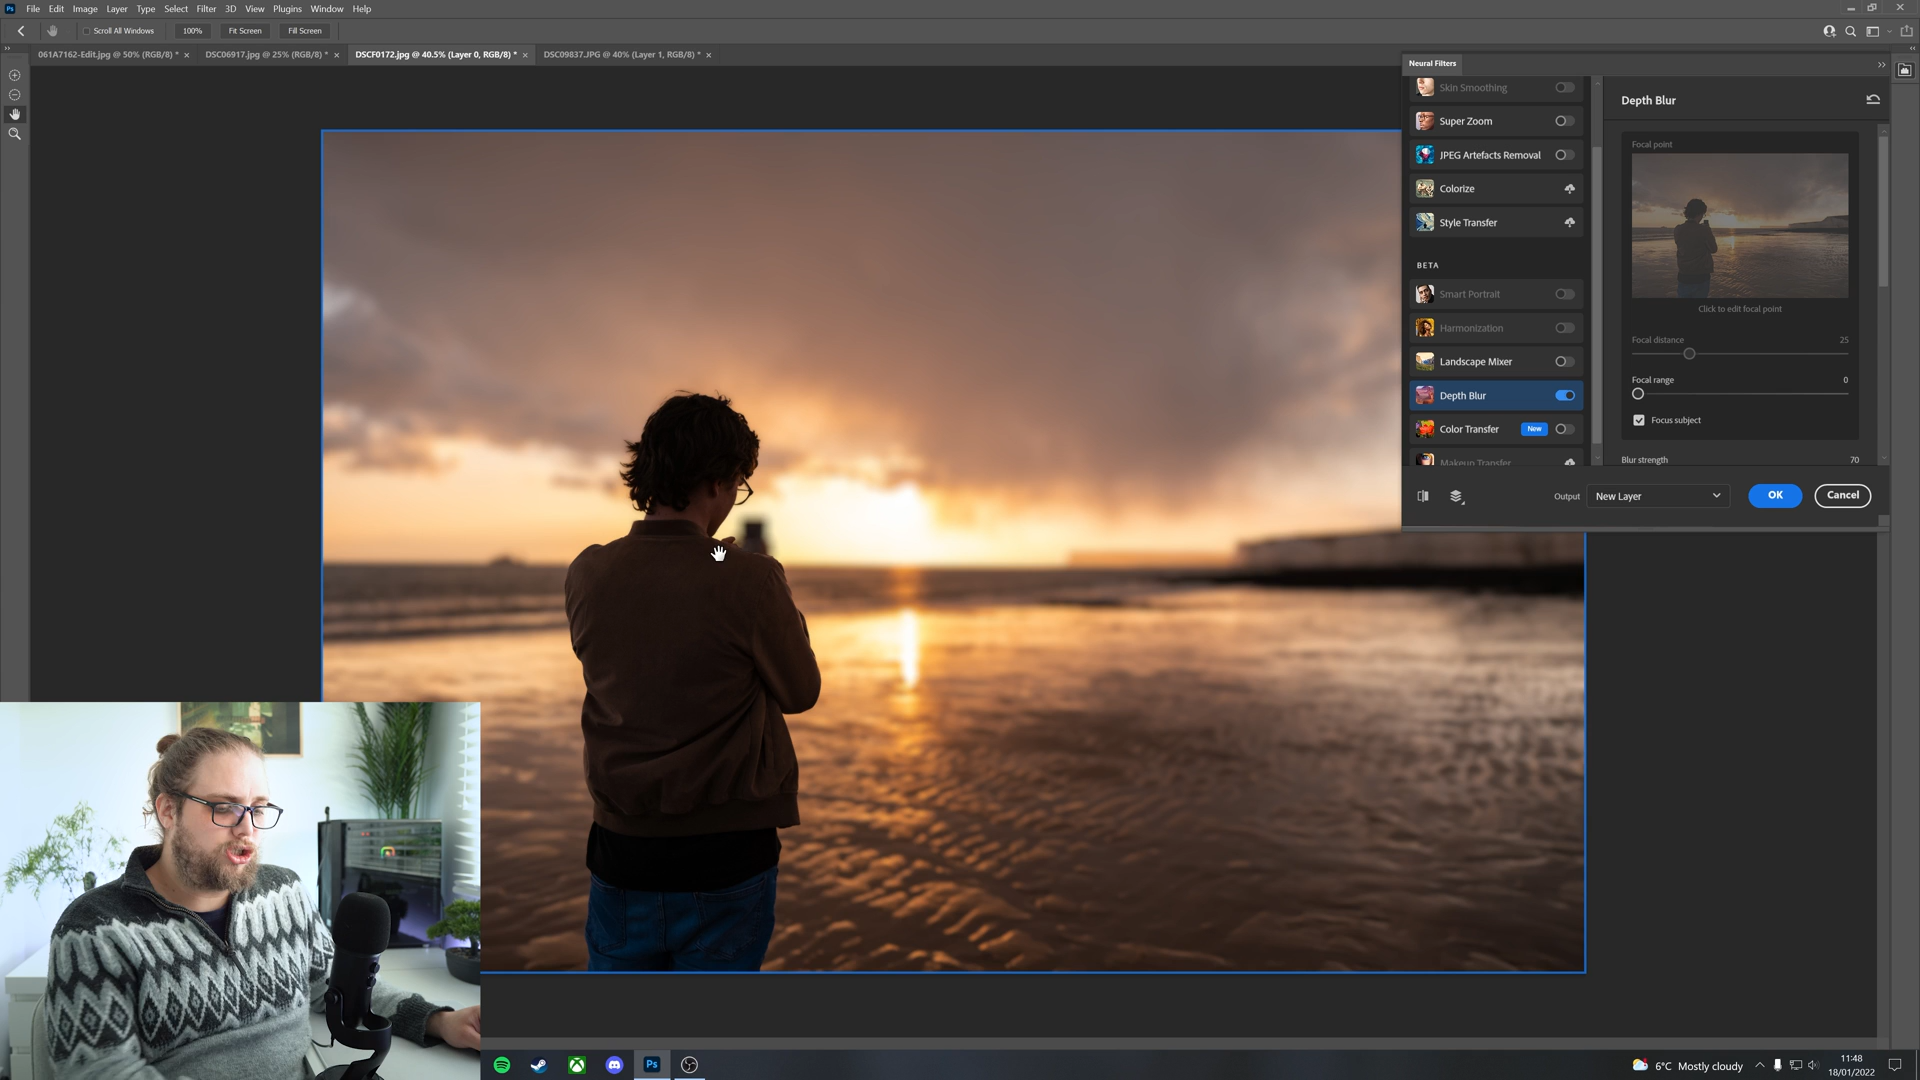 Ps File Edit Image Layer Type Select Filter 3D View Plugins Window Help
Scroll All Windows 100% Fit Screen Fill Screen
061A7162-Edit.jpg @ 50% (RGB/8) * × DSC06917.jpg @ 25% (RGB/8) * × DSCF0172.jpg @ 40.5% (Layer 0, RGB/8) * × DSC09837.JPG @ 40% (Layer 1, RGB/8) * ×
Neural Filters
Skin Smoothing
Super Zoom
JPEG Artefacts Removal
Colorize
Style Transfer
BETA
Smart Portrait
Harmonization
Landscape Mixer
Depth Blur
Color Transfer New
Makeup Transfer
Depth Blur
Focal point
Click to edit focal point
Focal distance 25
Focal range 0
Focus subject
Blur strength 70
Output New Layer OK Cancel
Ps
6°C Mostly cloudy
11:48
18/01/2022